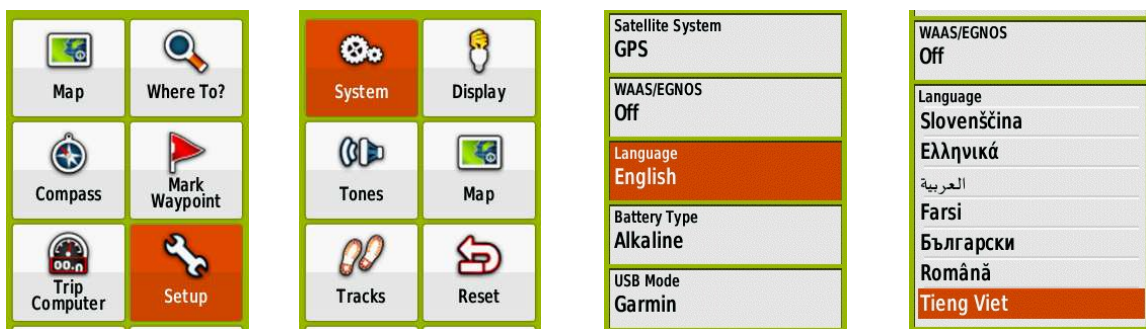 Map
Where To?
Compass
Mark
Waypoint
00.0
Trip
Computer
Setup
System
Display
Tones
Map
Tracks
Reset
Satellite System
GPS
WAAS/EGNOS
Off
Language
English
Battery Type
Alkaline
USB Mode
Garmin
WAAS/EGNOS
Off
Language
Slovenščina
Ελληνικά
العربية
Farsi
Български
Română
Tieng Viet